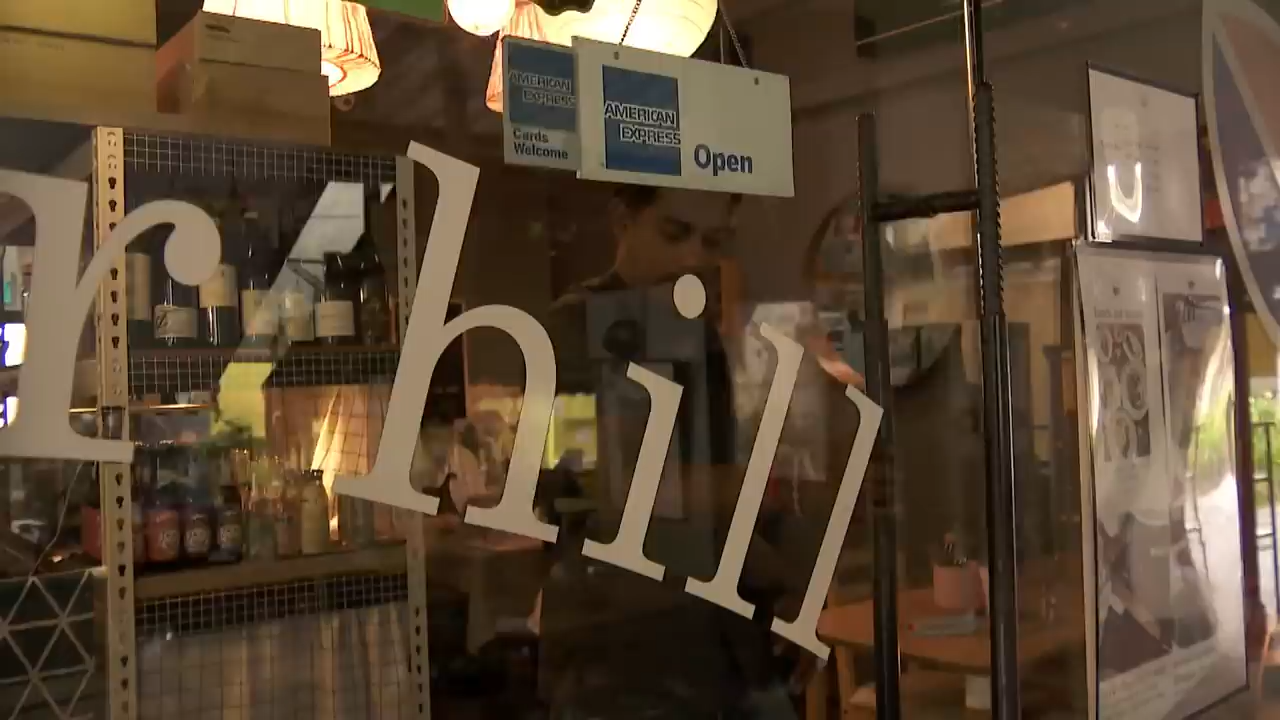 AMERICAN
EXPRESS
Cards
Welcome
AMERICAN
EXPRESS
Open
r hill